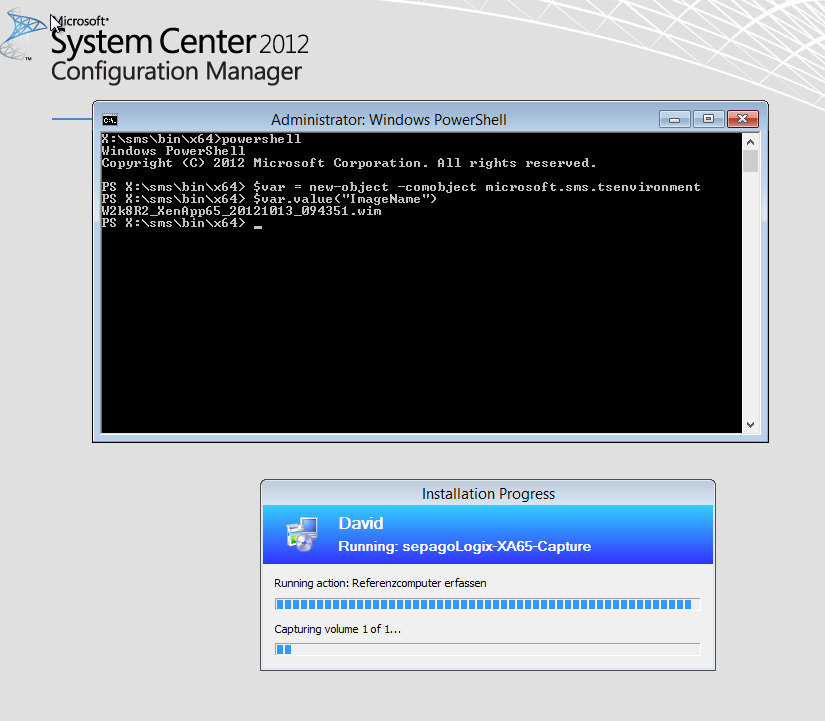 Microsoft®
System Center 2012
Configuration Manager
™
C:\.
Administrator: Windows PowerShell
X:\sms\bin\x64>powershell
Windows PowerShell
Copyright (C) 2012 Microsoft Corporation. All rights reserved.
PS X:\sms\bin\x64> $var = new-object -comobject microsoft.sms.tsenvironment
PS X:\sms\bin\x64> $var.value("ImageName")
W2k8R2_XenApp65_20121013_094351.wim
PS X:\sms\bin\x64> _
Installation Progress
David
Running: sepagoLogix-XA65-Capture
Running action: Referenzcomputer erfassen
Capturing volume 1 of 1...